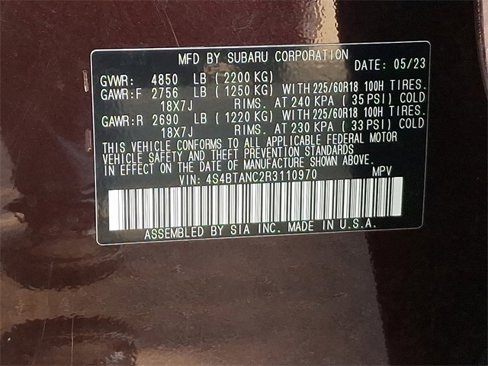 MFD BY SUBARU CORPORATION
DATE: 05/23
GVWR: 4850 LB (2200 KG)
GAWR:F 2756 LB (1250 KG) WITH 225/60R18 100H TIRES.
18X7J RIMS. AT 240 KPA (35 PSI) COLD
GAWR:R 2690 LB (1220 KG) WITH 225/60R18 100H TIRES.
18X7J RIMS. AT 230 KPA (33 PSI) COLD
THIS VEHICLE CONFORMS TO ALL APPLICABLE FEDERAL MOTOR
VEHICLE SAFETY AND THEFT PREVENTION STANDARDS
IN EFFECT ON THE DATE OF MANUFACTURE SHOWN ABOVE.
VIN: 4S4BTANC2R3110970 MPV
ASSEMBLED BY SIA INC. MADE IN U.S.A.